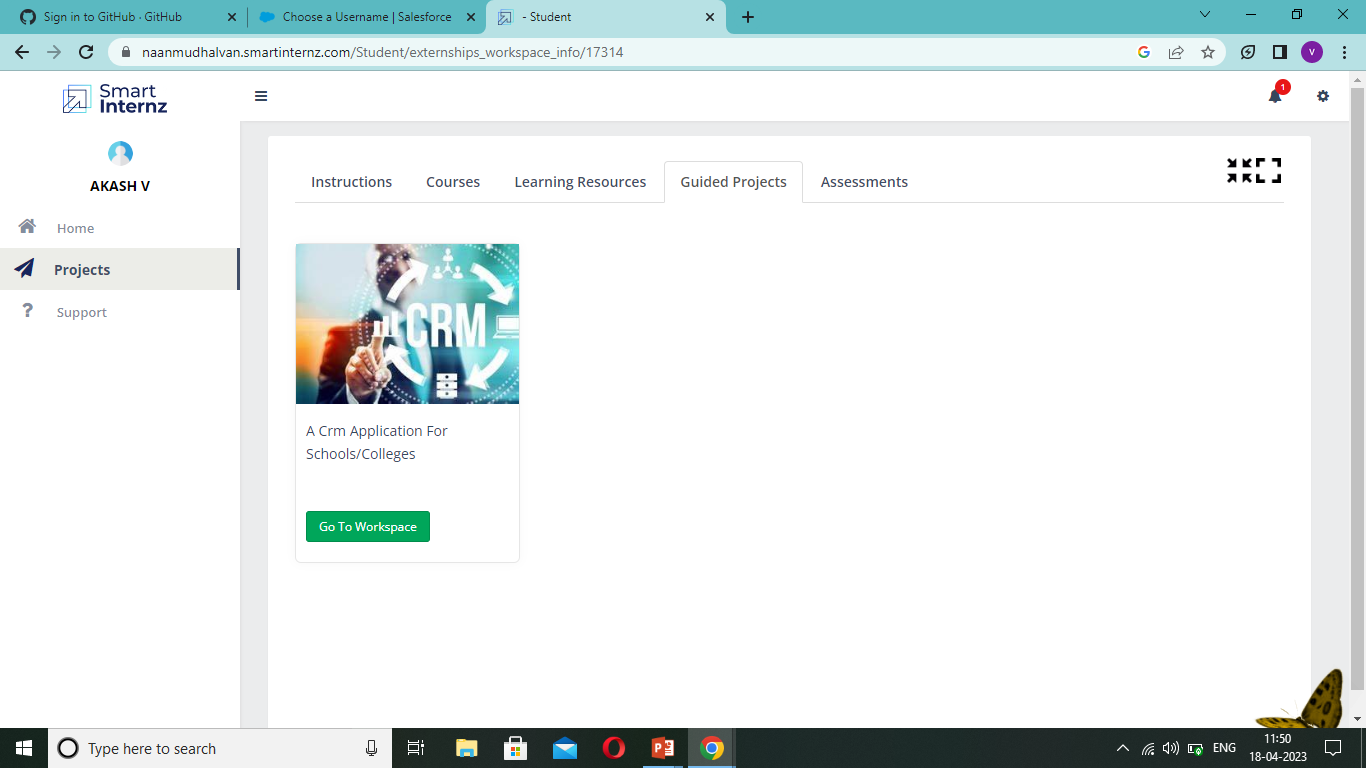 Sign in to GitHub · GitHub
Choose a Username | Salesforce
- Student
naanmudhalvan.smartinternz.com/Student/externships_workspace_info/17314
G
V
Smart
Internz
1
AKASH V
Home
Projects
Support
Instructions
Courses
Learning Resources
Guided Projects
Assessments
CRM
A Crm Application For
Schools/Colleges
Go To Workspace
Type here to search
ENG
11:50
18-04-2023